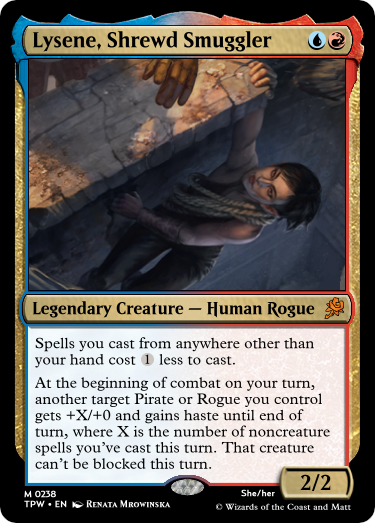 Lysene, Shrewd Smuggler
Legendary Creature — Human Rogue
Spells you cast from anywhere other than
your hand cost 1 less to cast.
At the beginning of combat on your turn,
another target Pirate or Rogue you control
gets +X/+0 and gains haste until end of
turn, where X is the number of noncreature
spells you've cast this turn. That creature
can't be blocked this turn.
2/2
M 0238
She/her
TPW • EN Renata Mrowinska
© Wizards of the Coast and Matt